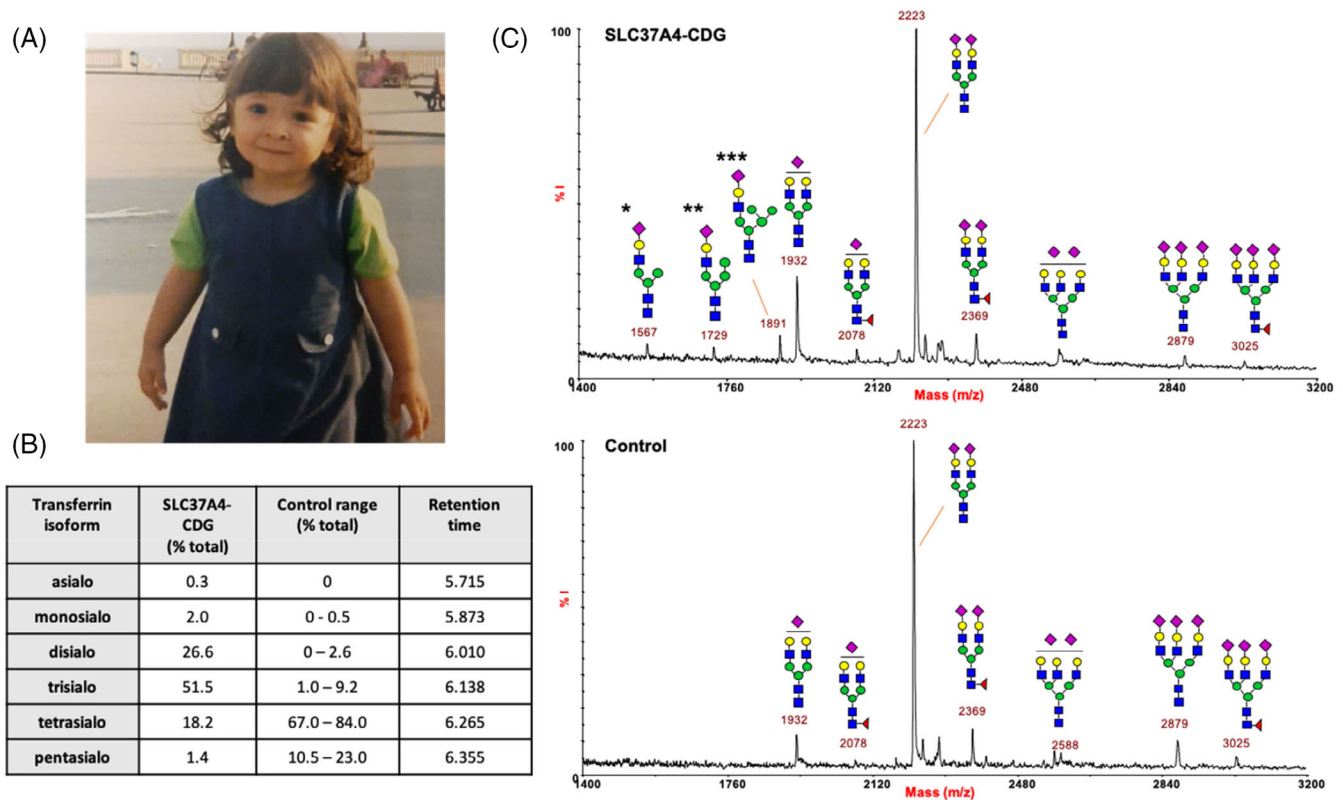 (A)
(B)
Transferrin isoform | SLC37A4-CDG (% total) | Control range (% total) | Retention time
asialo | 0.3 | 0 | 5.715
monosialo | 2.0 | 0 - 0.5 | 5.873
disialo | 26.6 | 0 – 2.6 | 6.010
trisialo | 51.5 | 1.0 – 9.2 | 6.138
tetrasialo | 18.2 | 67.0 – 84.0 | 6.265
pentasialo | 1.4 | 10.5 – 23.0 | 6.355
(C)
SLC37A4-CDG
2223
100
% I
***
*
**
1932
1567
1729
1891
2078
2369
2879
3025
0
1400
1760
2120
2480
2840
3200
Mass (m/z)
Control
2223
100
% I
1932
2078
2369
2588
2879
3025
0
1400
1760
2120
2480
2840
3200
Mass (m/z)